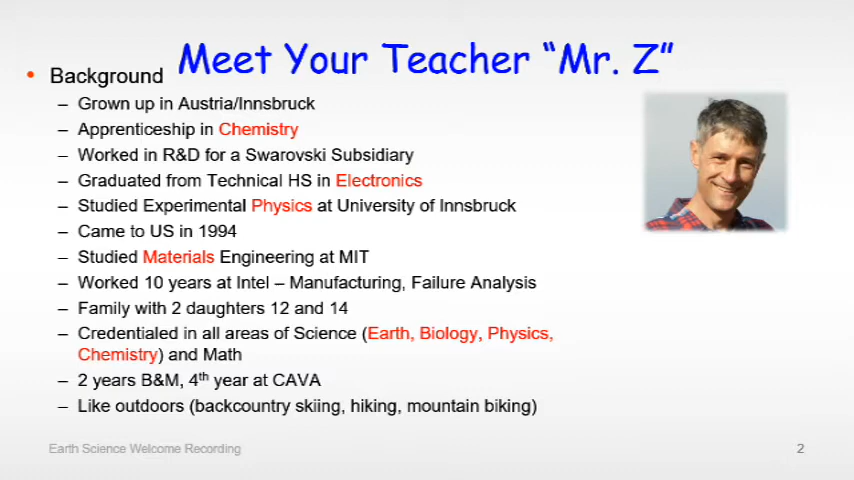 Meet Your Teacher “Mr. Z”
• Background
– Grown up in Austria/Innsbruck
– Apprenticeship in Chemistry
– Worked in R&D for a Swarovski Subsidiary
– Graduated from Technical HS in Electronics
– Studied Experimental Physics at University of Innsbruck
– Came to US in 1994
– Studied Materials Engineering at MIT
– Worked 10 years at Intel – Manufacturing, Failure Analysis
– Family with 2 daughters 12 and 14
– Credentialed in all areas of Science (Earth, Biology, Physics,
Chemistry) and Math
– 2 years B&M, 4th year at CAVA
– Like outdoors (backcountry skiing, hiking, mountain biking)
Earth Science Welcome Recording
2